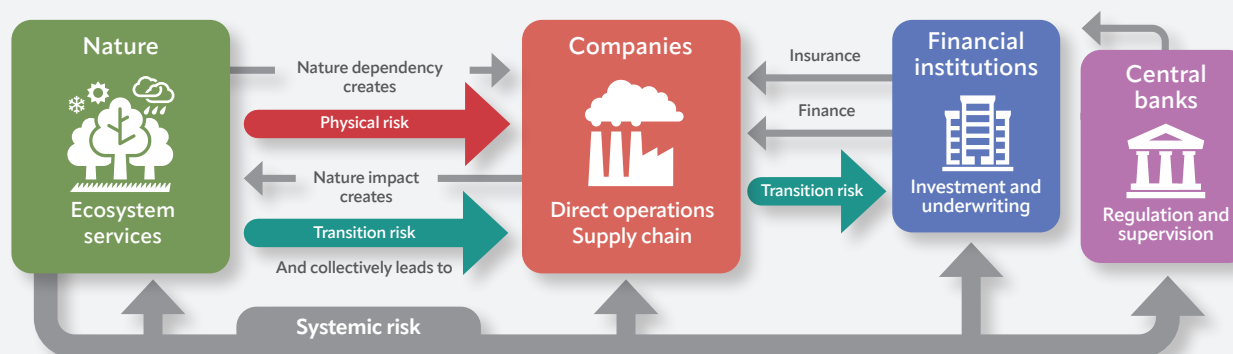 Nature
Ecosystem
services
Nature dependency
creates
Physical risk
Nature impact
creates
Transition risk
And collectively leads to
Companies
Direct operations
Supply chain
Insurance
Finance
Transition risk
Financial
institutions
Investment and
underwriting
Central
banks
Regulation and
supervision
Systemic risk